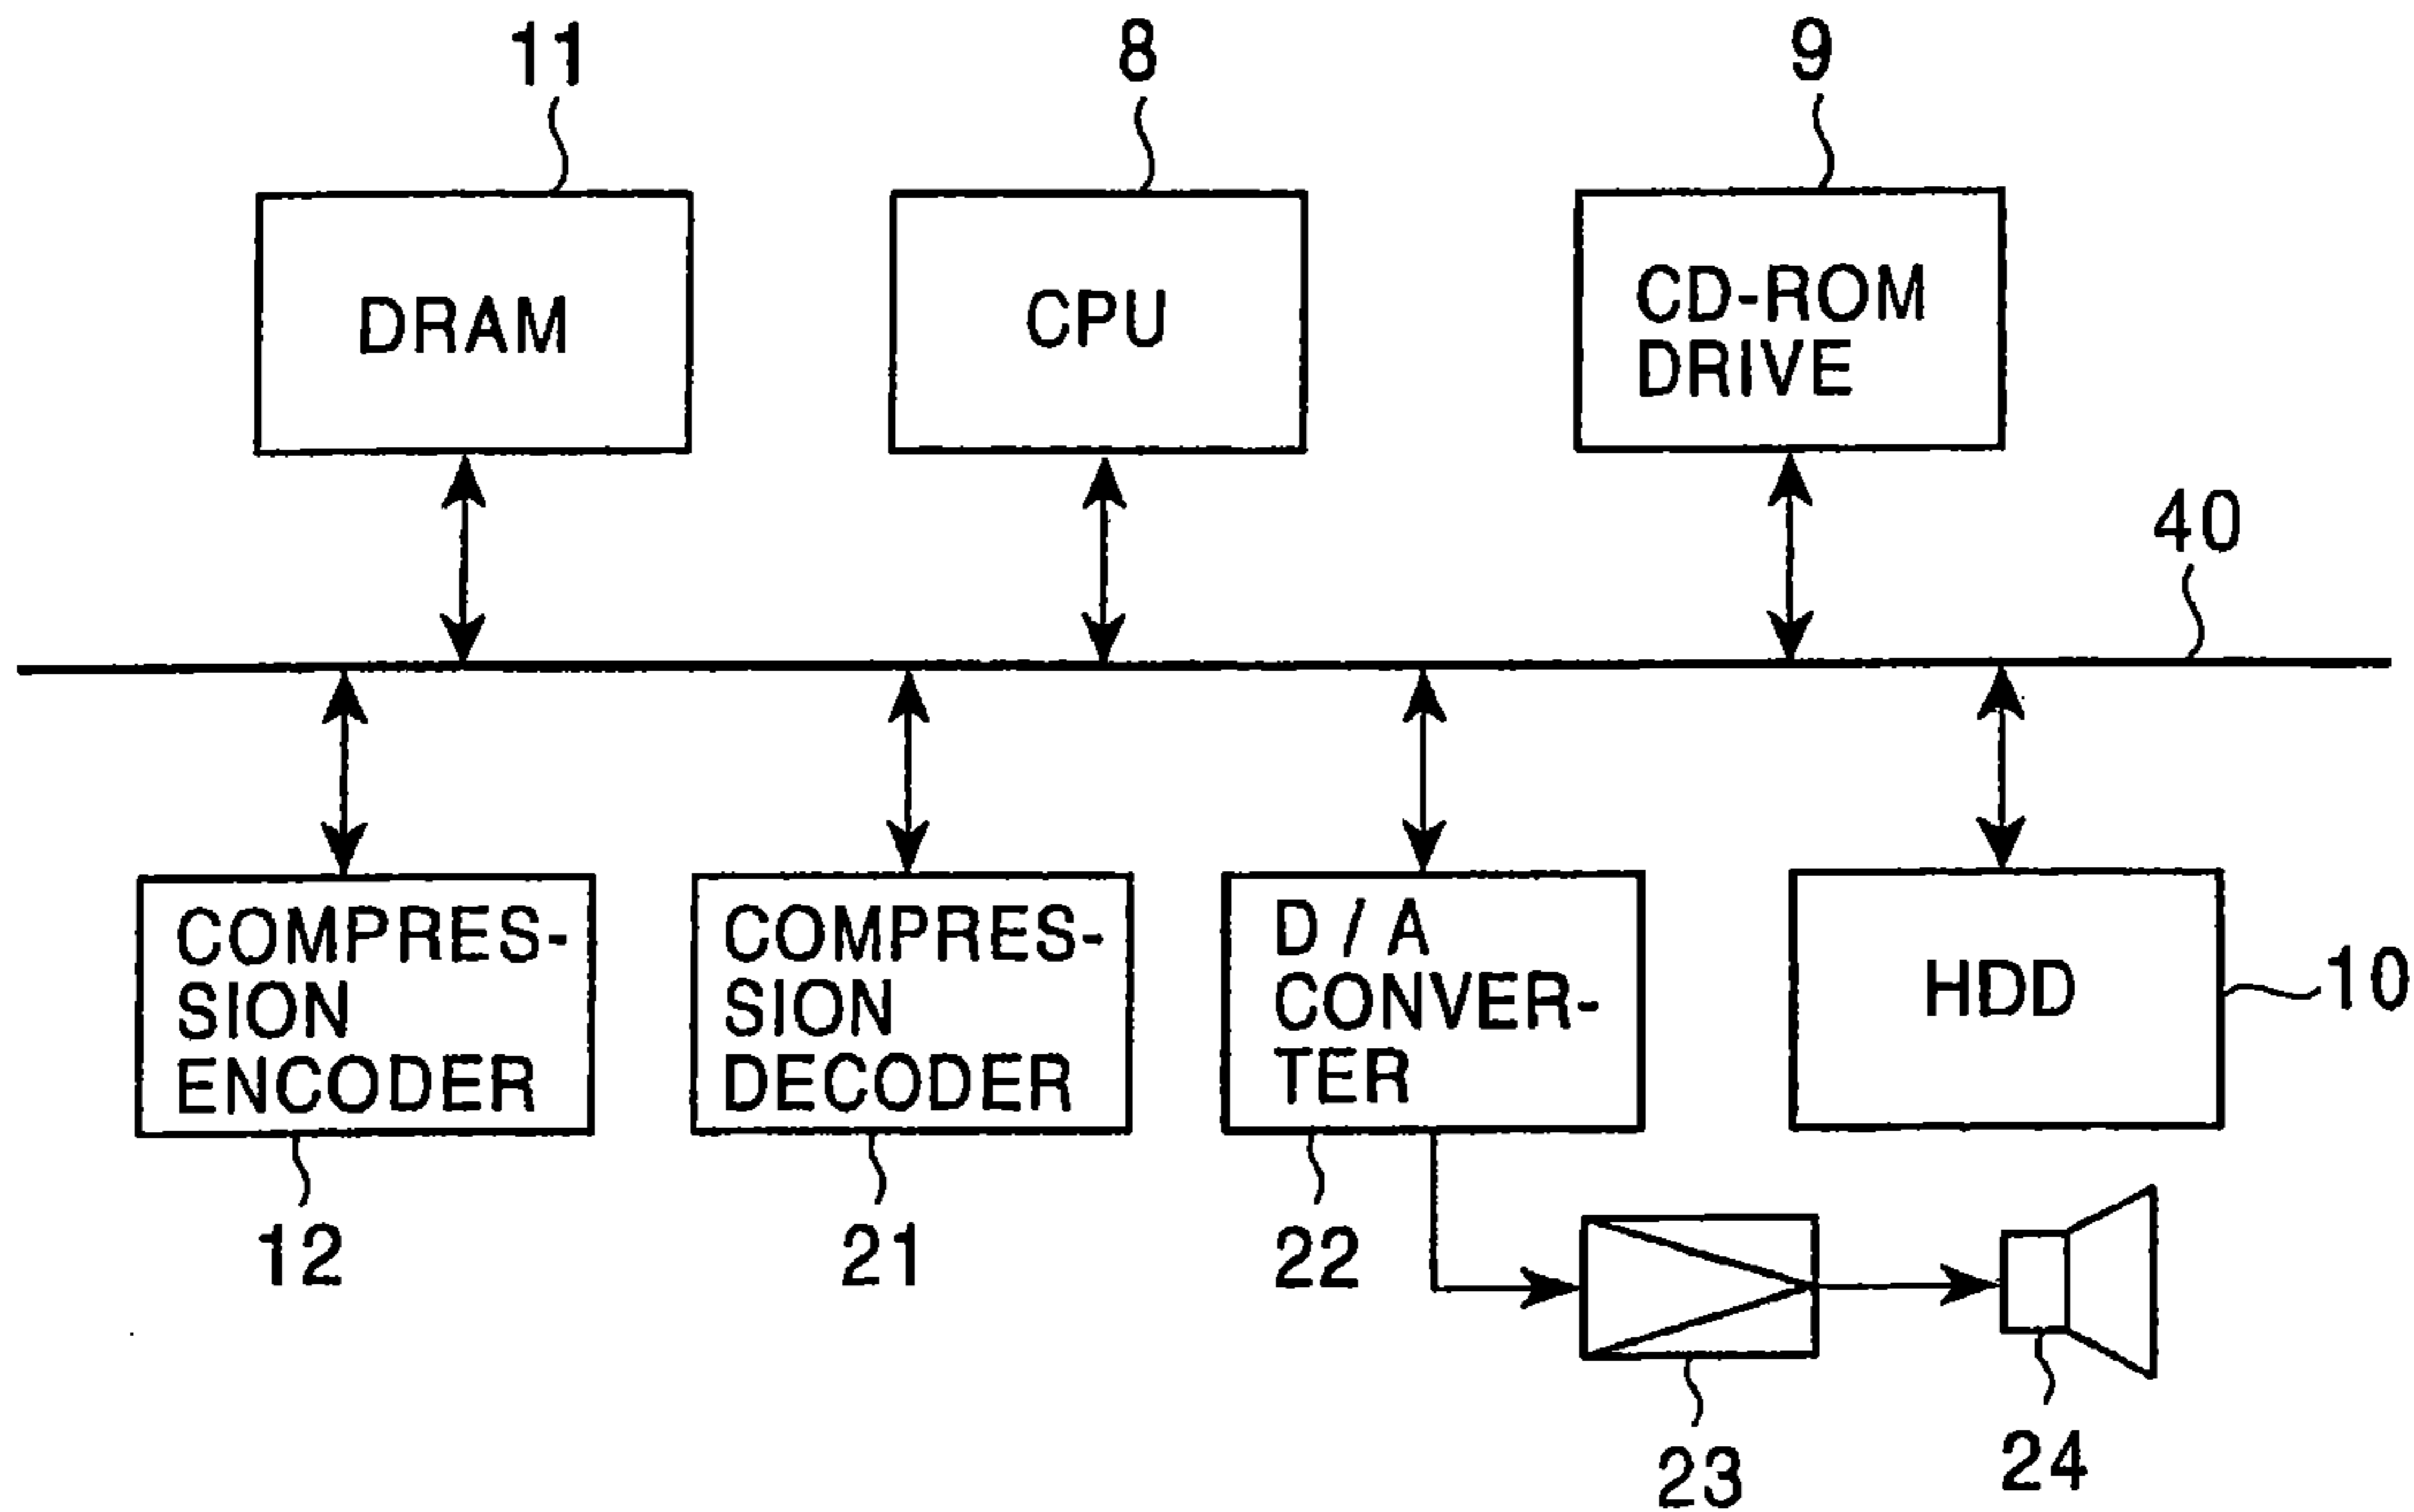 11
8
9
DRAM
CPU
CD-ROM
DRIVE
40
COMPRES-
SION
ENCODER
COMPRES-
SION
DECODER
D / A
CONVER-
TER
HDD
10
12
21
22
23
24